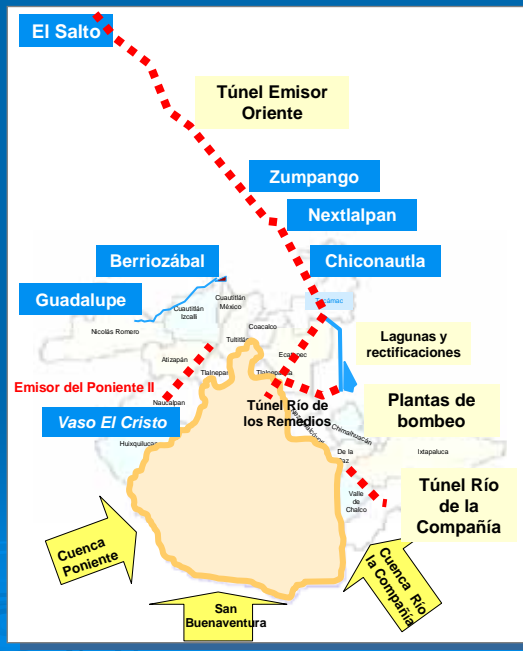 El Salto
Túnel Emisor
Oriente
Zumpango
Nextlalpan
Berriozábal
Chiconautla
Guadalupe
Cuautitlán
México
Cuautitlán
Izcalli
Nicolás Romero
Coacalco
Tultitlán
Lagunas y
rectificaciones
Atizapán
Ecatepec
Tlalnepan
Emisor del Poniente II
Naucalpan
Túnel Río de
los Remedios
Plantas de
bombeo
Vaso El Cristo
Chimalhuacán
Huixquilucan
De la
Paz
Ixtapaluca
Túnel Río
de la
Compañía
Valle
de
Chalco
Cuenca
Poniente
Cuenca Río
la Compañía
San
Buenaventura